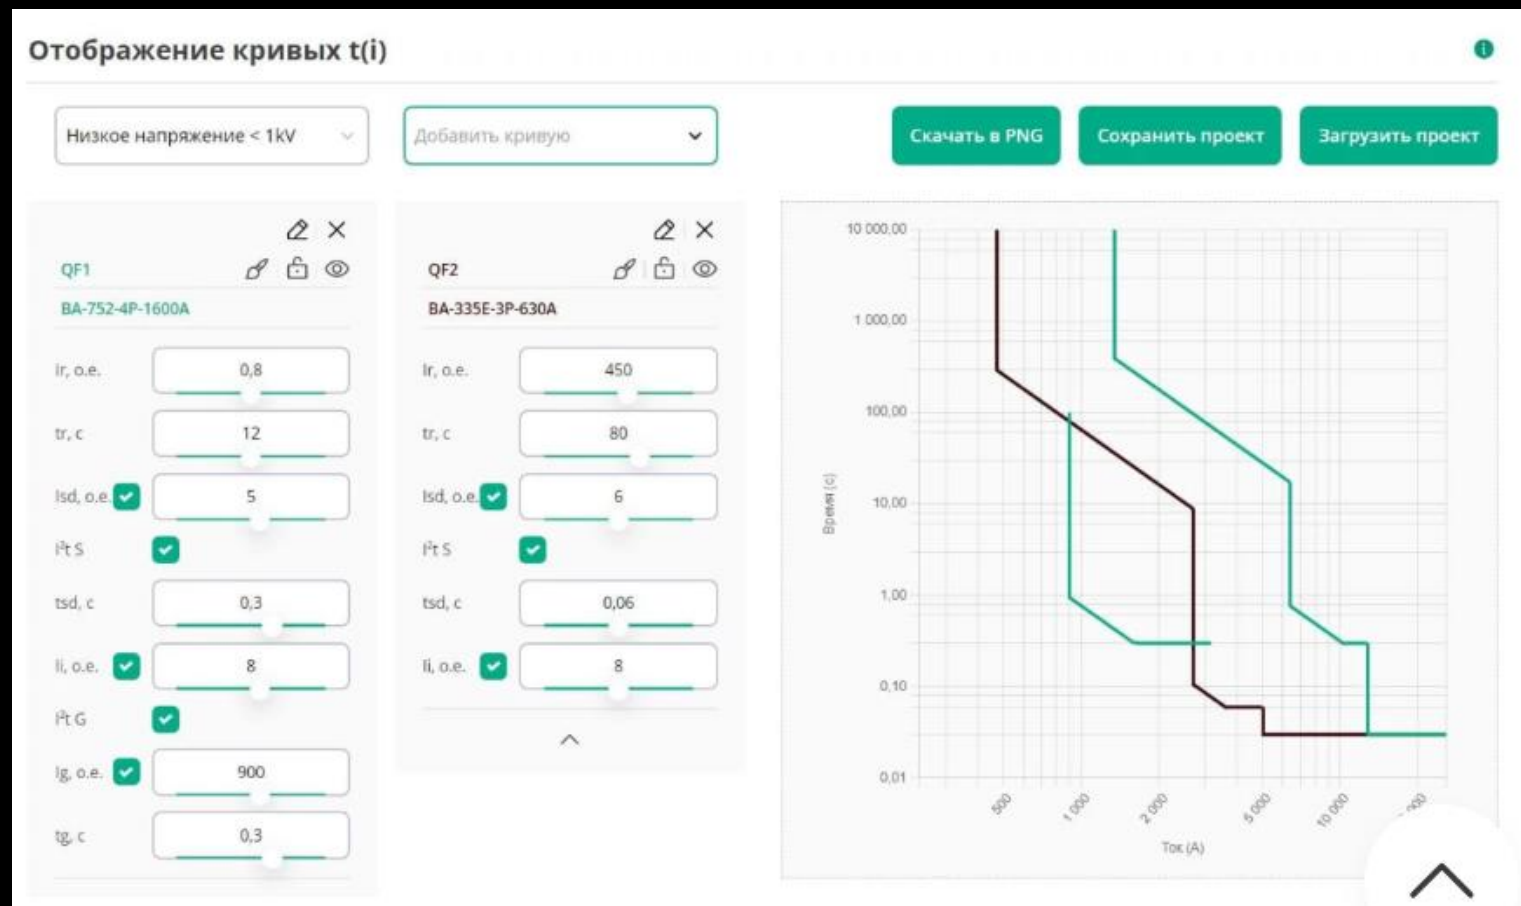 Отображение кривых t(i)
Низкое напряжение < 1kV
Добавить кривую
Скачать в PNG
Сохранить проект
Загрузить проект
QF1
BA-752-4P-1600A
Ir, о.е.
0,8
tr, с
12
Isd, о.е.
5
I²t S
tsd, с
0,3
Ii, о.е.
8
I²t G
Ig, о.е.
900
tg, с
0,3
QF2
BA-335E-3P-630A
Ir, о.е.
450
tr, с
80
Isd, о.е.
6
I²t S
tsd, с
0,06
Ii, о.е.
8
10 000,00
1 000,00
100,00
10,00
1,00
0,10
0,01
Время (с)
500
1 000
2 000
5 000
10 000
Ток (А)